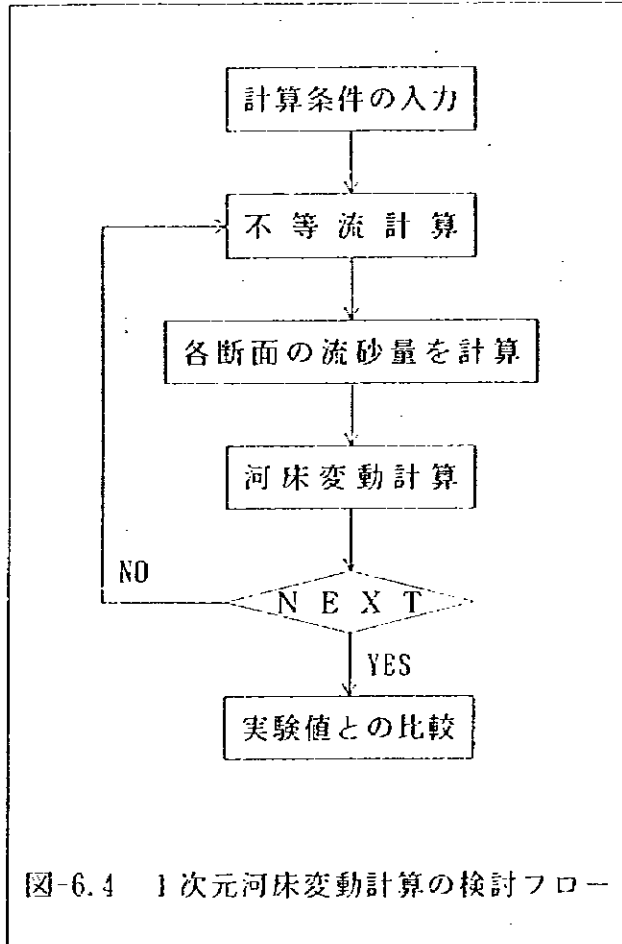 計算条件の入力
不等流計算
各断面の流砂量を計算
河床変動計算
NO
NEXT
YES
実験値との比較
図-6.4 1次元河床変動計算の検討フロー